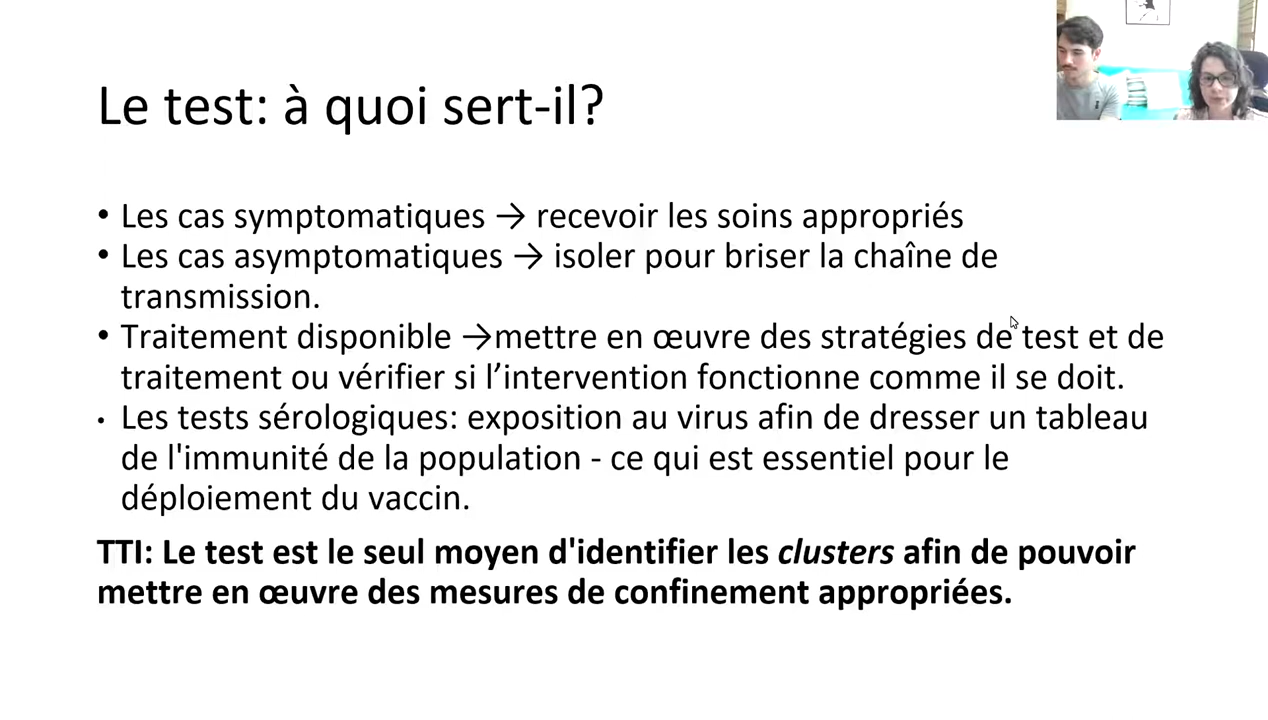 Le test: à quoi sert-il?
• Les cas symptomatiques → recevoir les soins appropriés
• Les cas asymptomatiques → isoler pour briser la chaîne de
transmission.
• Traitement disponible →mettre en œuvre des stratégies de test et de
traitement ou vérifier si l’intervention fonctionne comme il se doit.
• Les tests sérologiques: exposition au virus afin de dresser un tableau
de l'immunité de la population - ce qui est essentiel pour le
déploiement du vaccin.
TTI: Le test est le seul moyen d'identifier les clusters afin de pouvoir
mettre en œuvre des mesures de confinement appropriées.